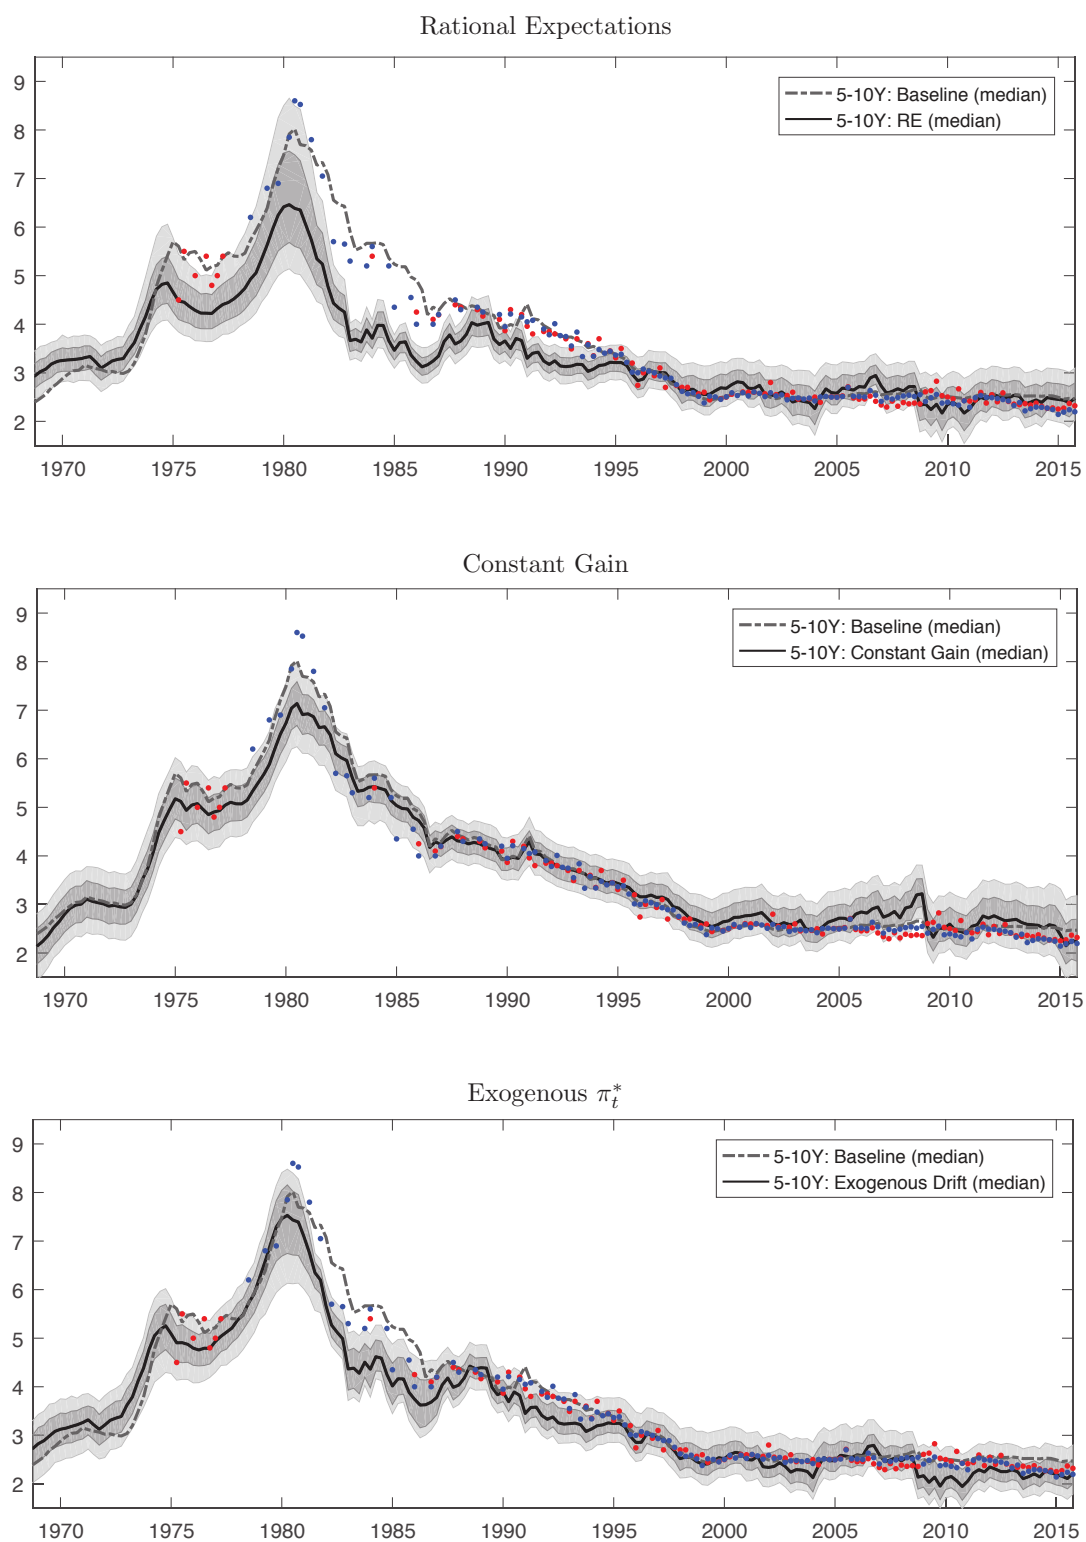 Rational Expectations
9
8
7
6
5
4
3
2
5-10Y: Baseline (median)
5-10Y: RE (median)
1970 1975 1980 1985 1990 1995 2000 2005 2010 2015
Constant Gain
9
8
7
6
5
4
3
2
5-10Y: Baseline (median)
5-10Y: Constant Gain (median)
1970 1975 1980 1985 1990 1995 2000 2005 2010 2015
Exogenous π*t
9
8
7
6
5
4
3
2
5-10Y: Baseline (median)
5-10Y: Exogenous Drift (median)
1970 1975 1980 1985 1990 1995 2000 2005 2010 2015